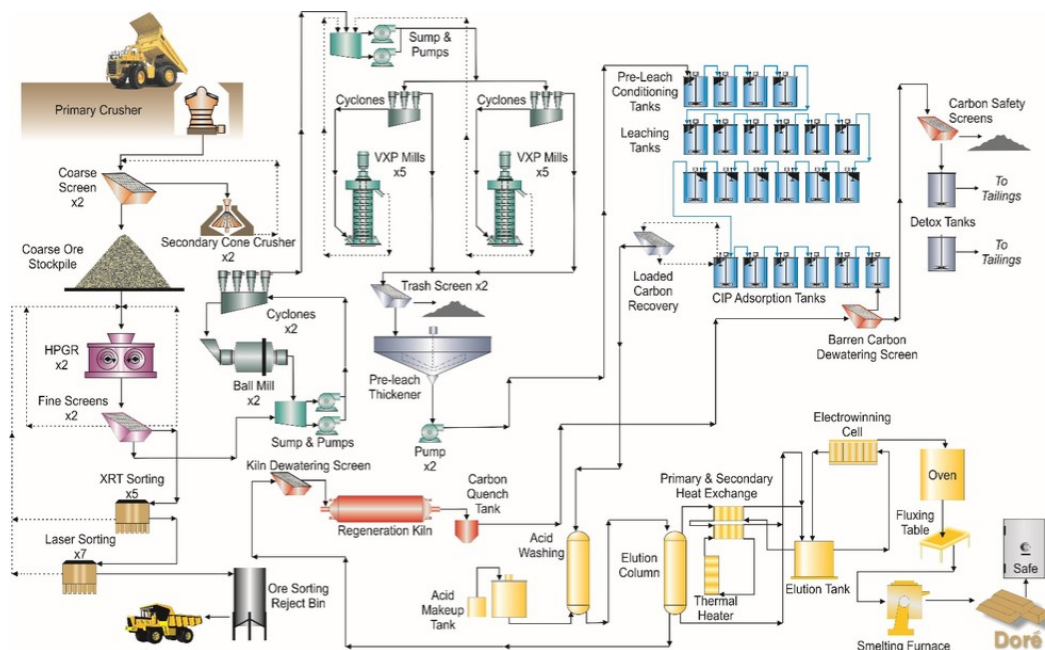 Primary Crusher
Coarse
Screen
x2
Secondary Cone Crusher
x2
Coarse Ore
Stockpile
HPGR
x2
Fine Screens
x2
XRT Sorting
x5
Laser Sorting
x7
Ore Sorting
Reject Bin
Sump &
Pumps
Cyclones
Cyclones
VXP Mills
x5
VXP Mills
x5
Cyclones
x2
Ball Mill
x2
Sump & Pumps
Trash Screen x2
Pre-leach
Thickener
Pump
x2
Pre-Leach
Conditioning
Tanks
Leaching
Tanks
Loaded
Carbon
Recovery
CIP Adsorption Tanks
Carbon Safety
Screens
To
Tailings
Detox Tanks
To
Tailings
Barren Carbon
Dewatering Screen
Kiln Dewatering Screen
Regeneration Kiln
Carbon
Quench
Tank
Acid
Washing
Acid
Makeup
Tank
Elution
Column
Primary & Secondary
Heat Exchange
Thermal
Heater
Electrowinning
Cell
Elution Tank
Oven
Fluxing
Table
Smelting Furnace
Safe
Doré